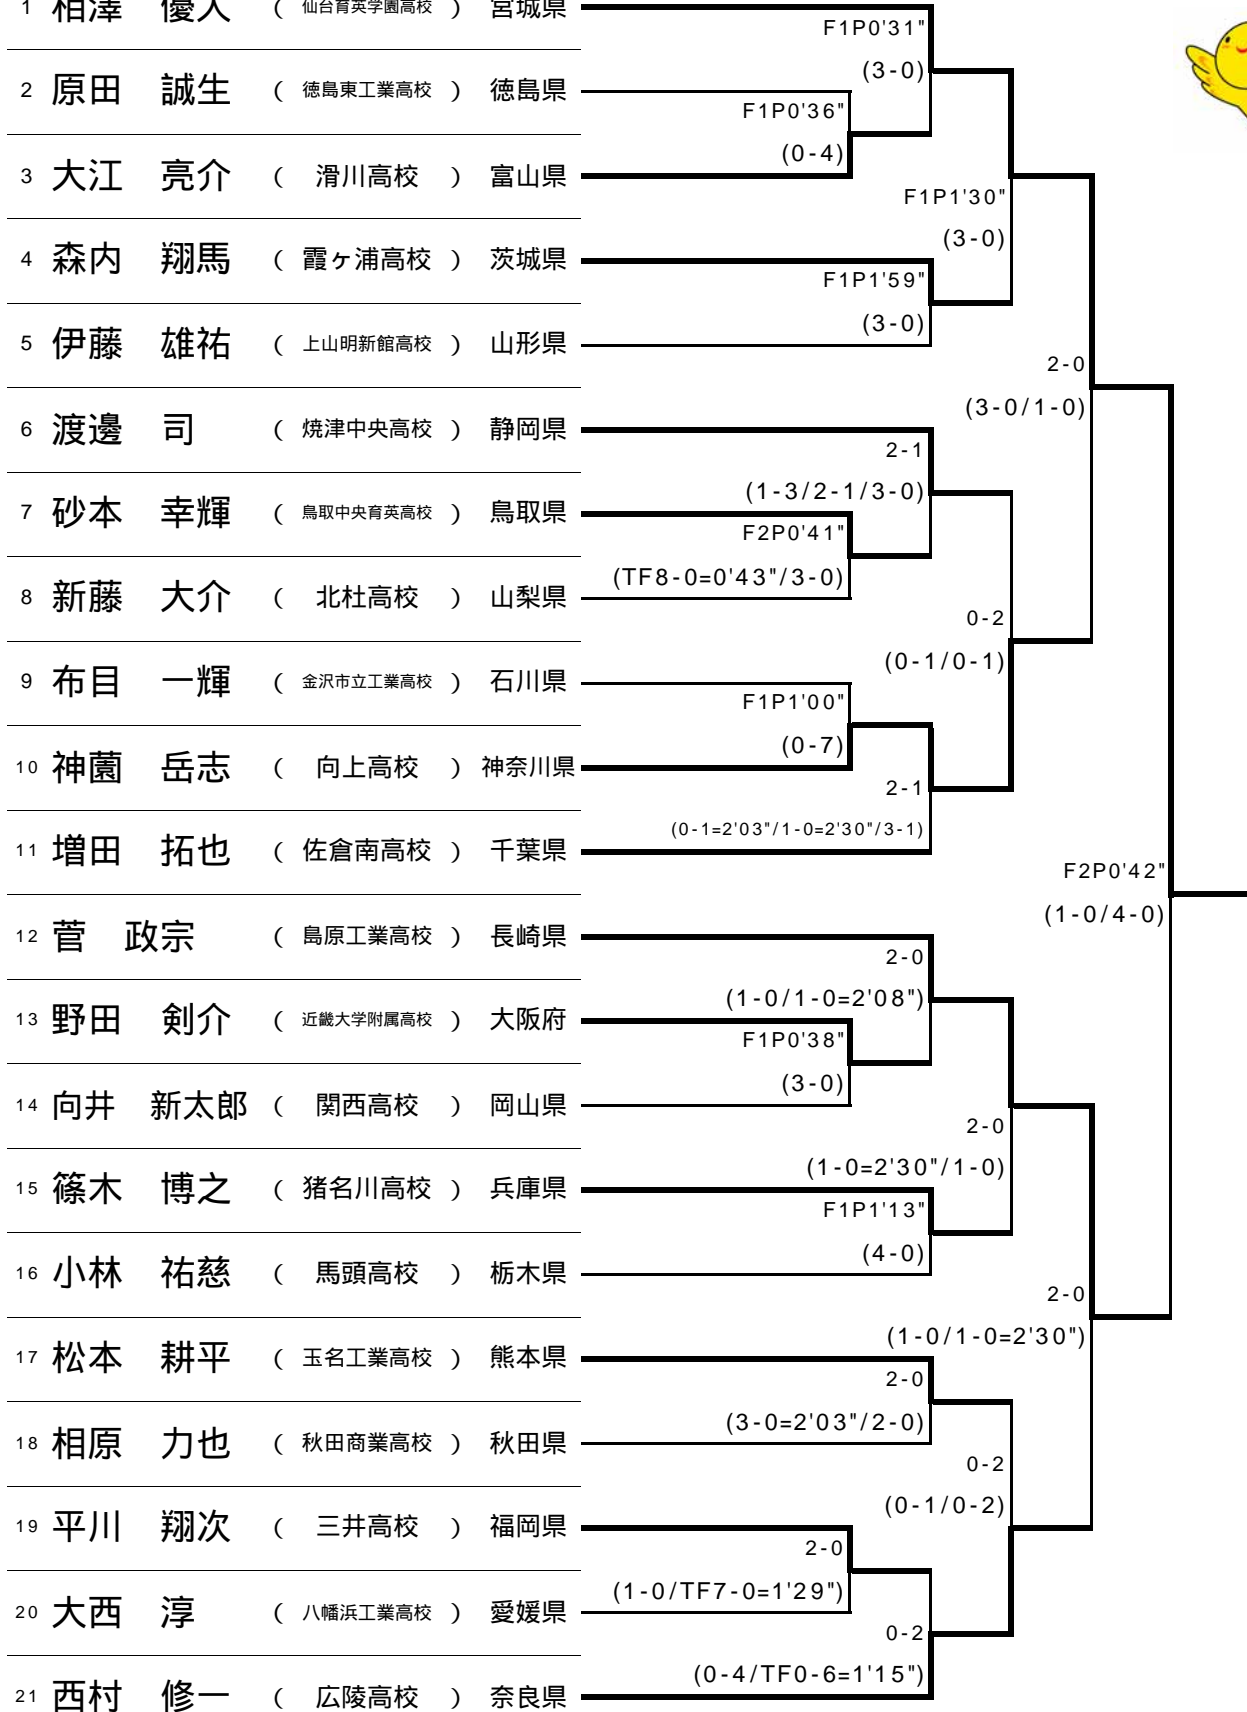 1 相澤 優人 ( 仙台育英学園高校 ) 宮城県
F1P0'31"
(3-0)
2 原田 誠生 ( 徳島東工業高校 ) 徳島県
F1P0'36"
(0-4)
3 大江 亮介 ( 滑川高校 ) 富山県
F1P1'30"
(3-0)
4 森内 翔馬 ( 霞ヶ浦高校 ) 茨城県
F1P1'59"
(3-0)
5 伊藤 雄祐 ( 上山明新館高校 ) 山形県
2-0
(3-0/1-0)
6 渡邊 司 ( 焼津中央高校 ) 静岡県
2-1
(1-3/2-1/3-0)
7 砂本 幸輝 ( 鳥取中央育英高校 ) 鳥取県
F2P0'41"
(TF8-0=0'43"/3-0)
8 新藤 大介 ( 北杜高校 ) 山梨県
0-2
(0-1/0-1)
9 布目 一輝 ( 金沢市立工業高校 ) 石川県
F1P1'00"
(0-7)
10 神薗 岳志 ( 向上高校 ) 神奈川県
2-1
(0-1=2'03"/1-0=2'30"/3-1)
11 増田 拓也 ( 佐倉南高校 ) 千葉県
F2P0'42"
(1-0/4-0)
12 菅 政宗 ( 島原工業高校 ) 長崎県
2-0
(1-0/1-0=2'08")
13 野田 剣介 ( 近畿大学附属高校 ) 大阪府
F1P0'38"
(3-0)
14 向井 新太郎 ( 関西高校 ) 岡山県
2-0
(1-0=2'30"/1-0)
15 篠木 博之 ( 猪名川高校 ) 兵庫県
F1P1'13"
(4-0)
16 小林 祐慈 ( 馬頭高校 ) 栃木県
2-0
(1-0/1-0=2'30")
17 松本 耕平 ( 玉名工業高校 ) 熊本県
2-0
(3-0=2'03"/2-0)
18 相原 力也 ( 秋田商業高校 ) 秋田県
0-2
(0-1/0-2)
19 平川 翔次 ( 三井高校 ) 福岡県
2-0
(1-0/TF7-0=1'29")
20 大西 淳 ( 八幡浜工業高校 ) 愛媛県
0-2
(0-4/TF0-6=1'15")
21 西村 修一 ( 広陵高校 ) 奈良県